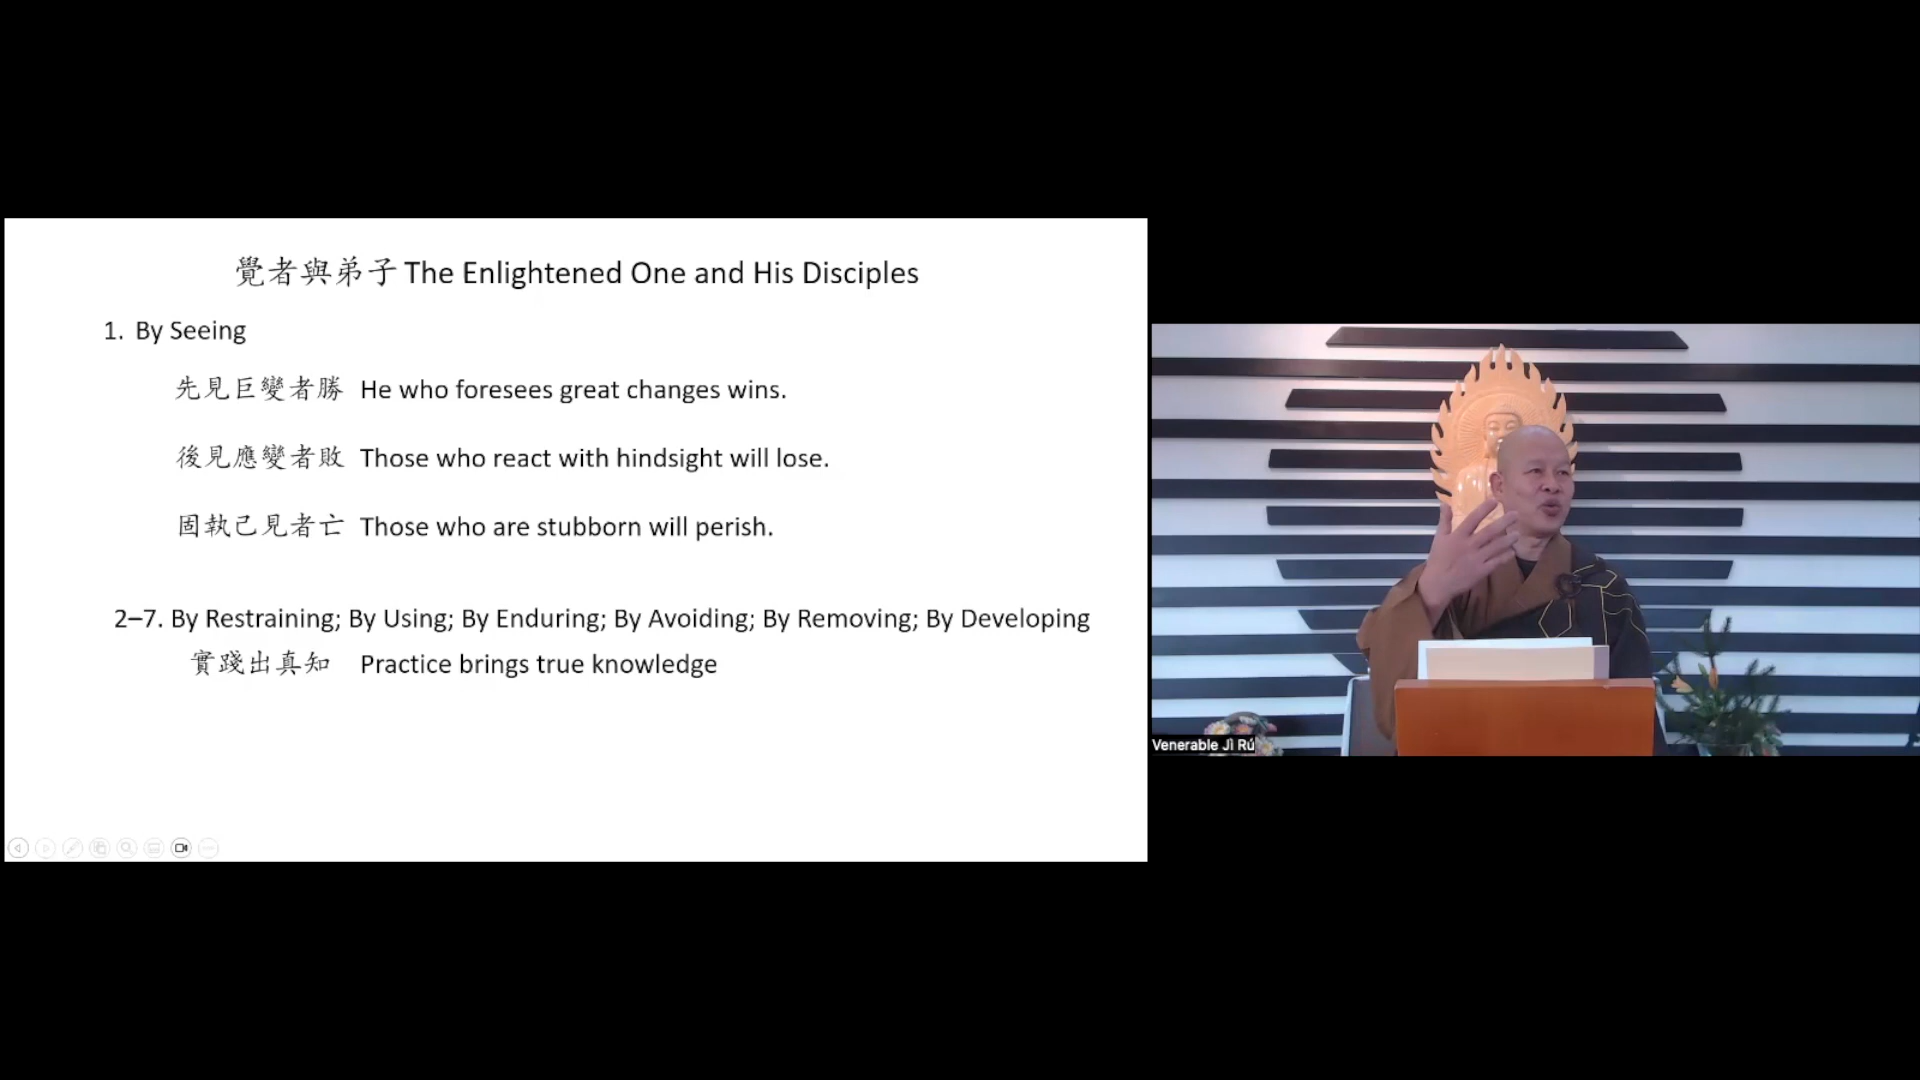 覺者與弟子 The Enlightened One and His Disciples
1. By Seeing
先見巨變者勝 He who foresees great changes wins.
後見應變者敗 Those who react with hindsight will lose.
固執己見者亡 Those who are stubborn will perish.
2–7. By Restraining; By Using; By Enduring; By Avoiding; By Removing; By Developing
實踐出真知 Practice brings true knowledge
Venerable Jì Rú